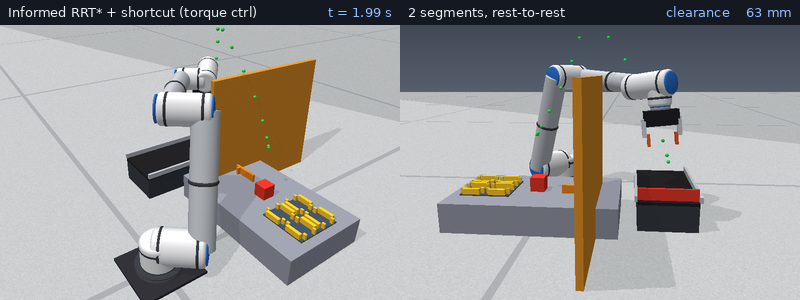 Informed RRT* + shortcut (torque ctrl) t = 1.99 s
2 segments, rest-to-rest clearance 63 mm